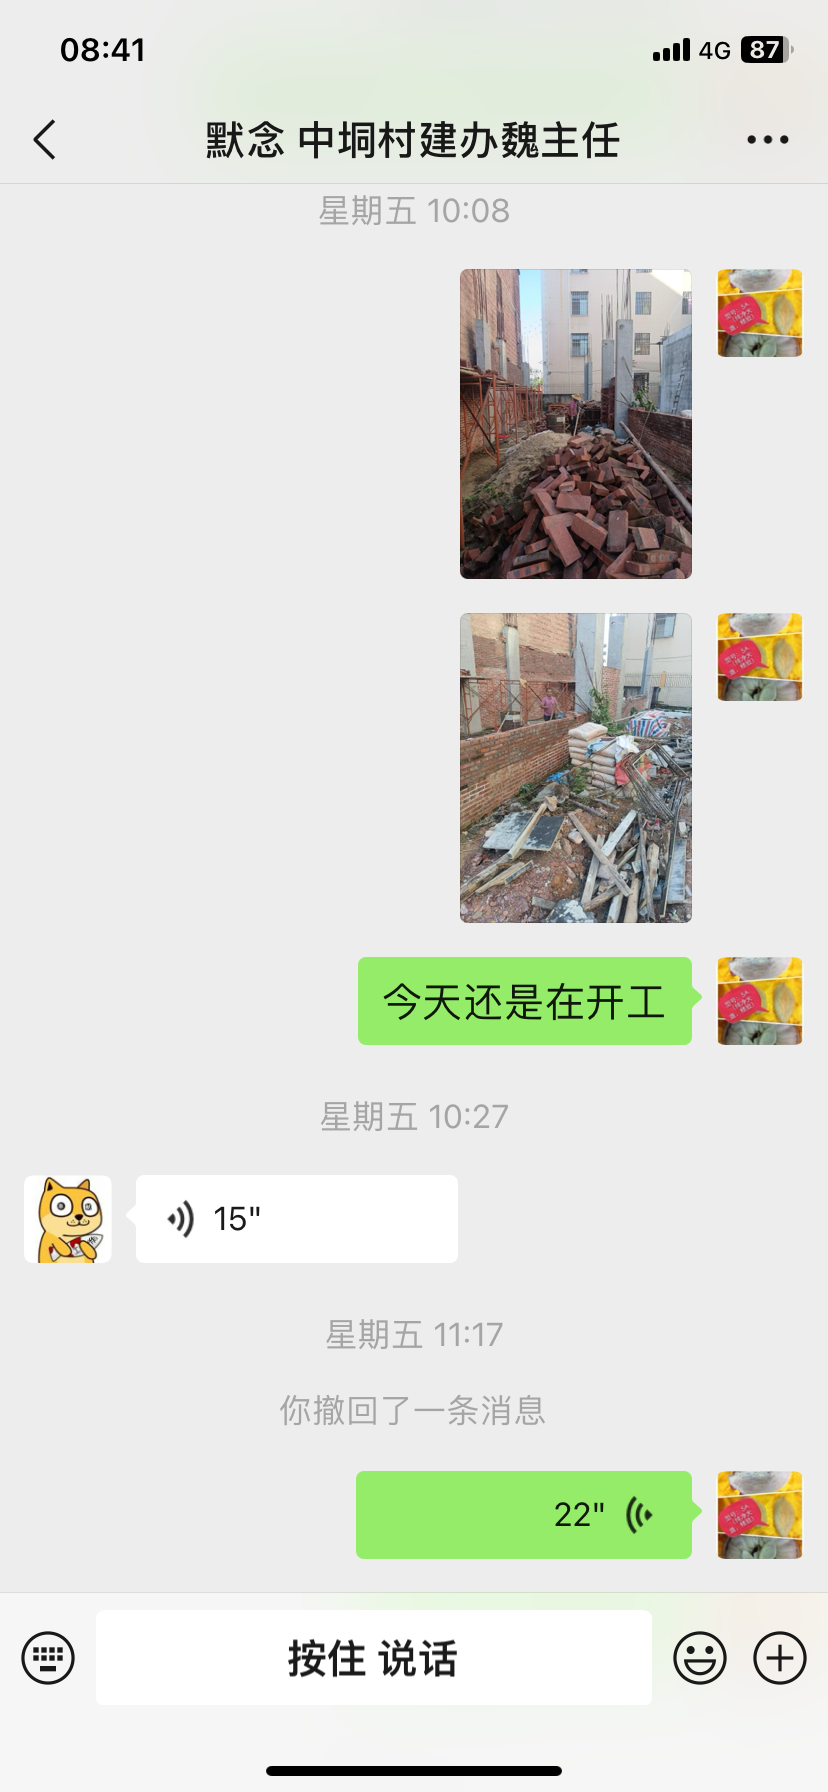 08:41
4G 87
默念 中垌村建办魏主任
星期五 10:08
今天还是在开工
星期五 10:27
15"
星期五 11:17
你撤回了一条消息
22"
按住 说话